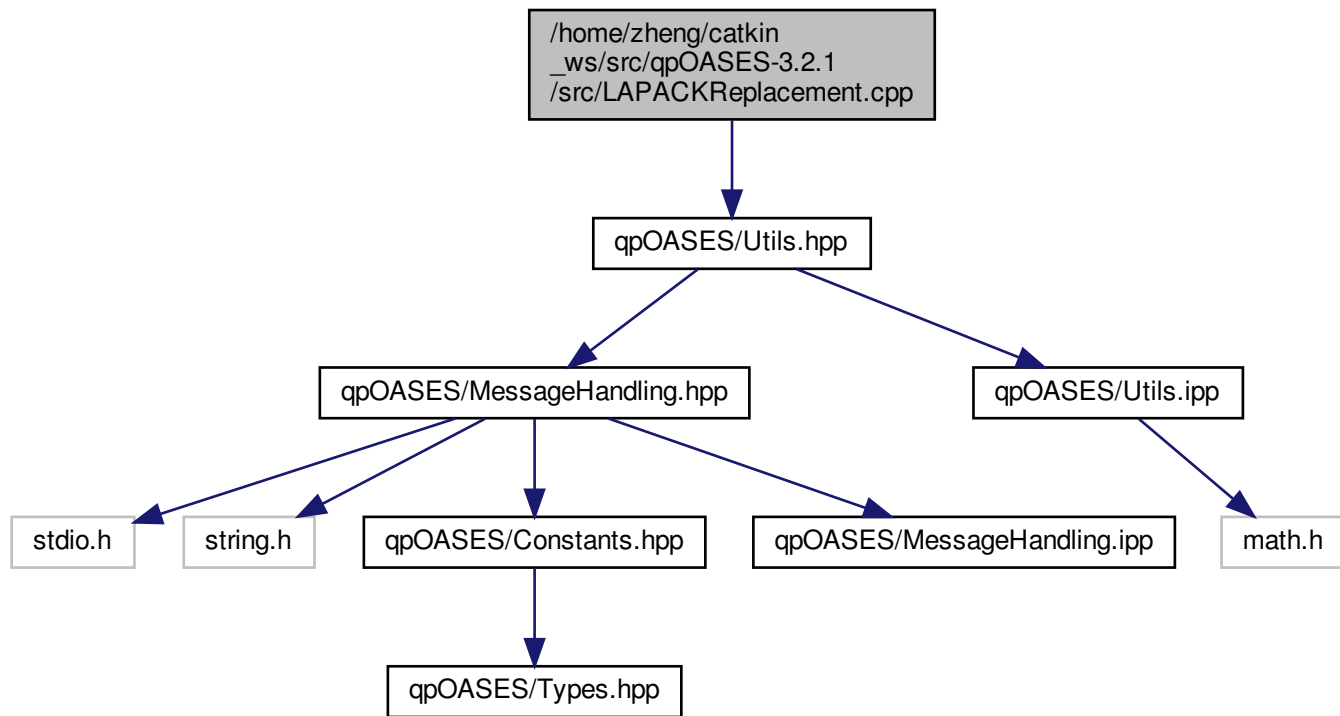 /home/zheng/catkin
_ws/src/qpOASES-3.2.1
/src/LAPACKReplacement.cpp
qpOASES/Utils.hpp
qpOASES/MessageHandling.hpp
qpOASES/Utils.ipp
stdio.h
string.h
qpOASES/Constants.hpp
qpOASES/MessageHandling.ipp
math.h
qpOASES/Types.hpp